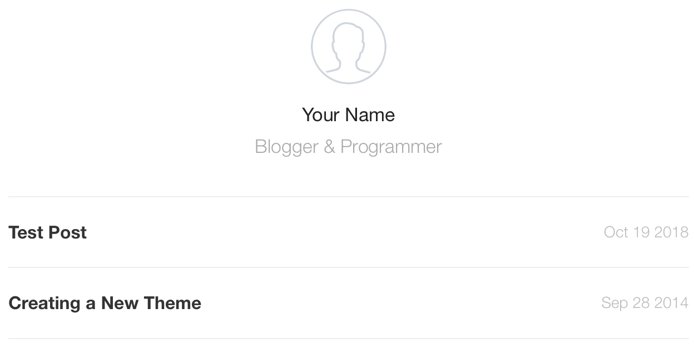 Your Name
Blogger & Programmer
Test Post Oct 19 2018
Creating a New Theme Sep 28 2014